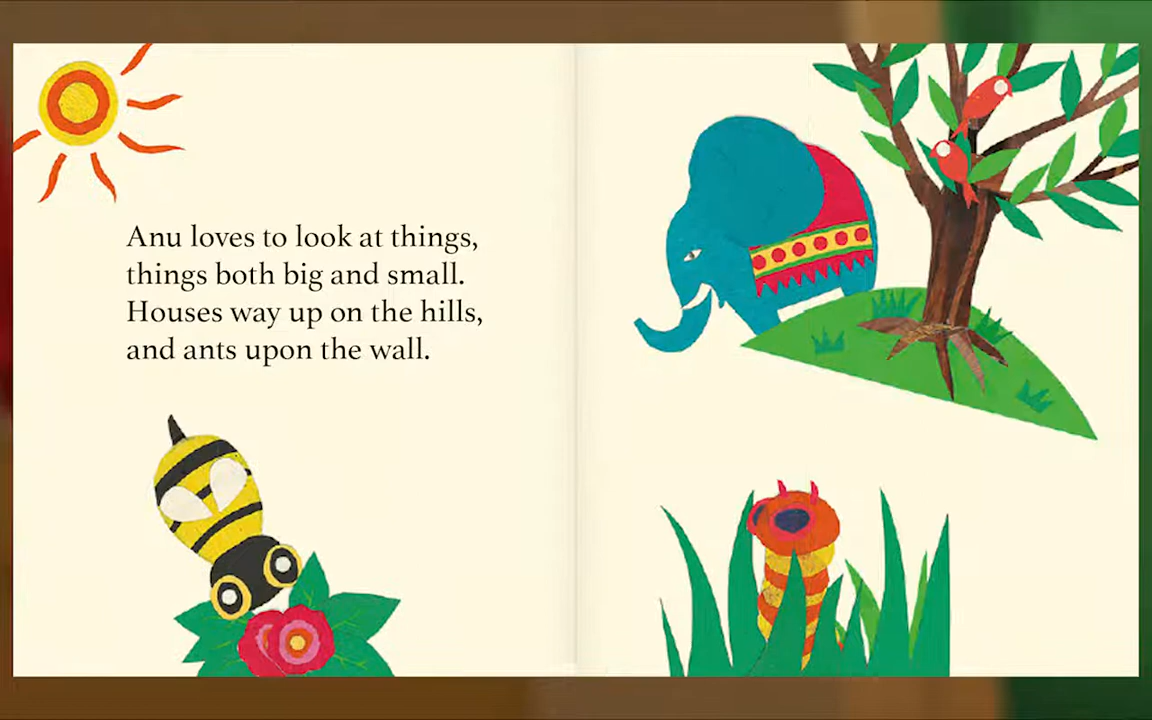 Anu loves to look at things,
things both big and small.
Houses way up on the hills,
and ants upon the wall.